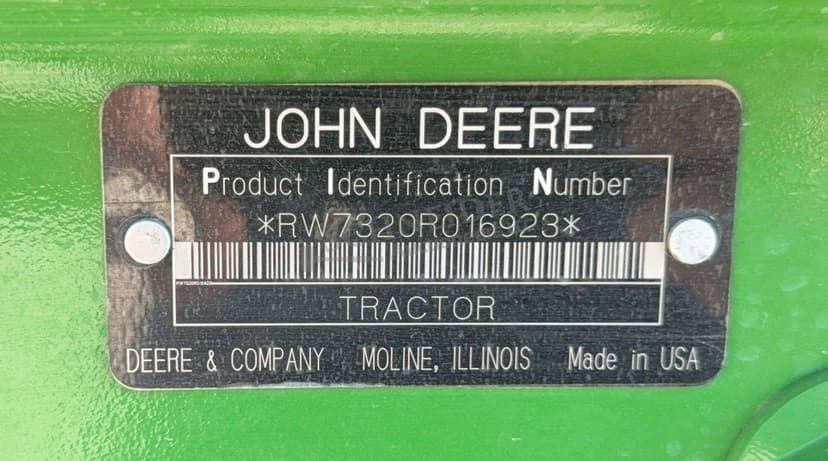 JOHN DEERE
Product Identification Number
*RW7320R016923*
TRACTOR
DEERE & COMPANY MOLINE, ILLINOIS Made in USA